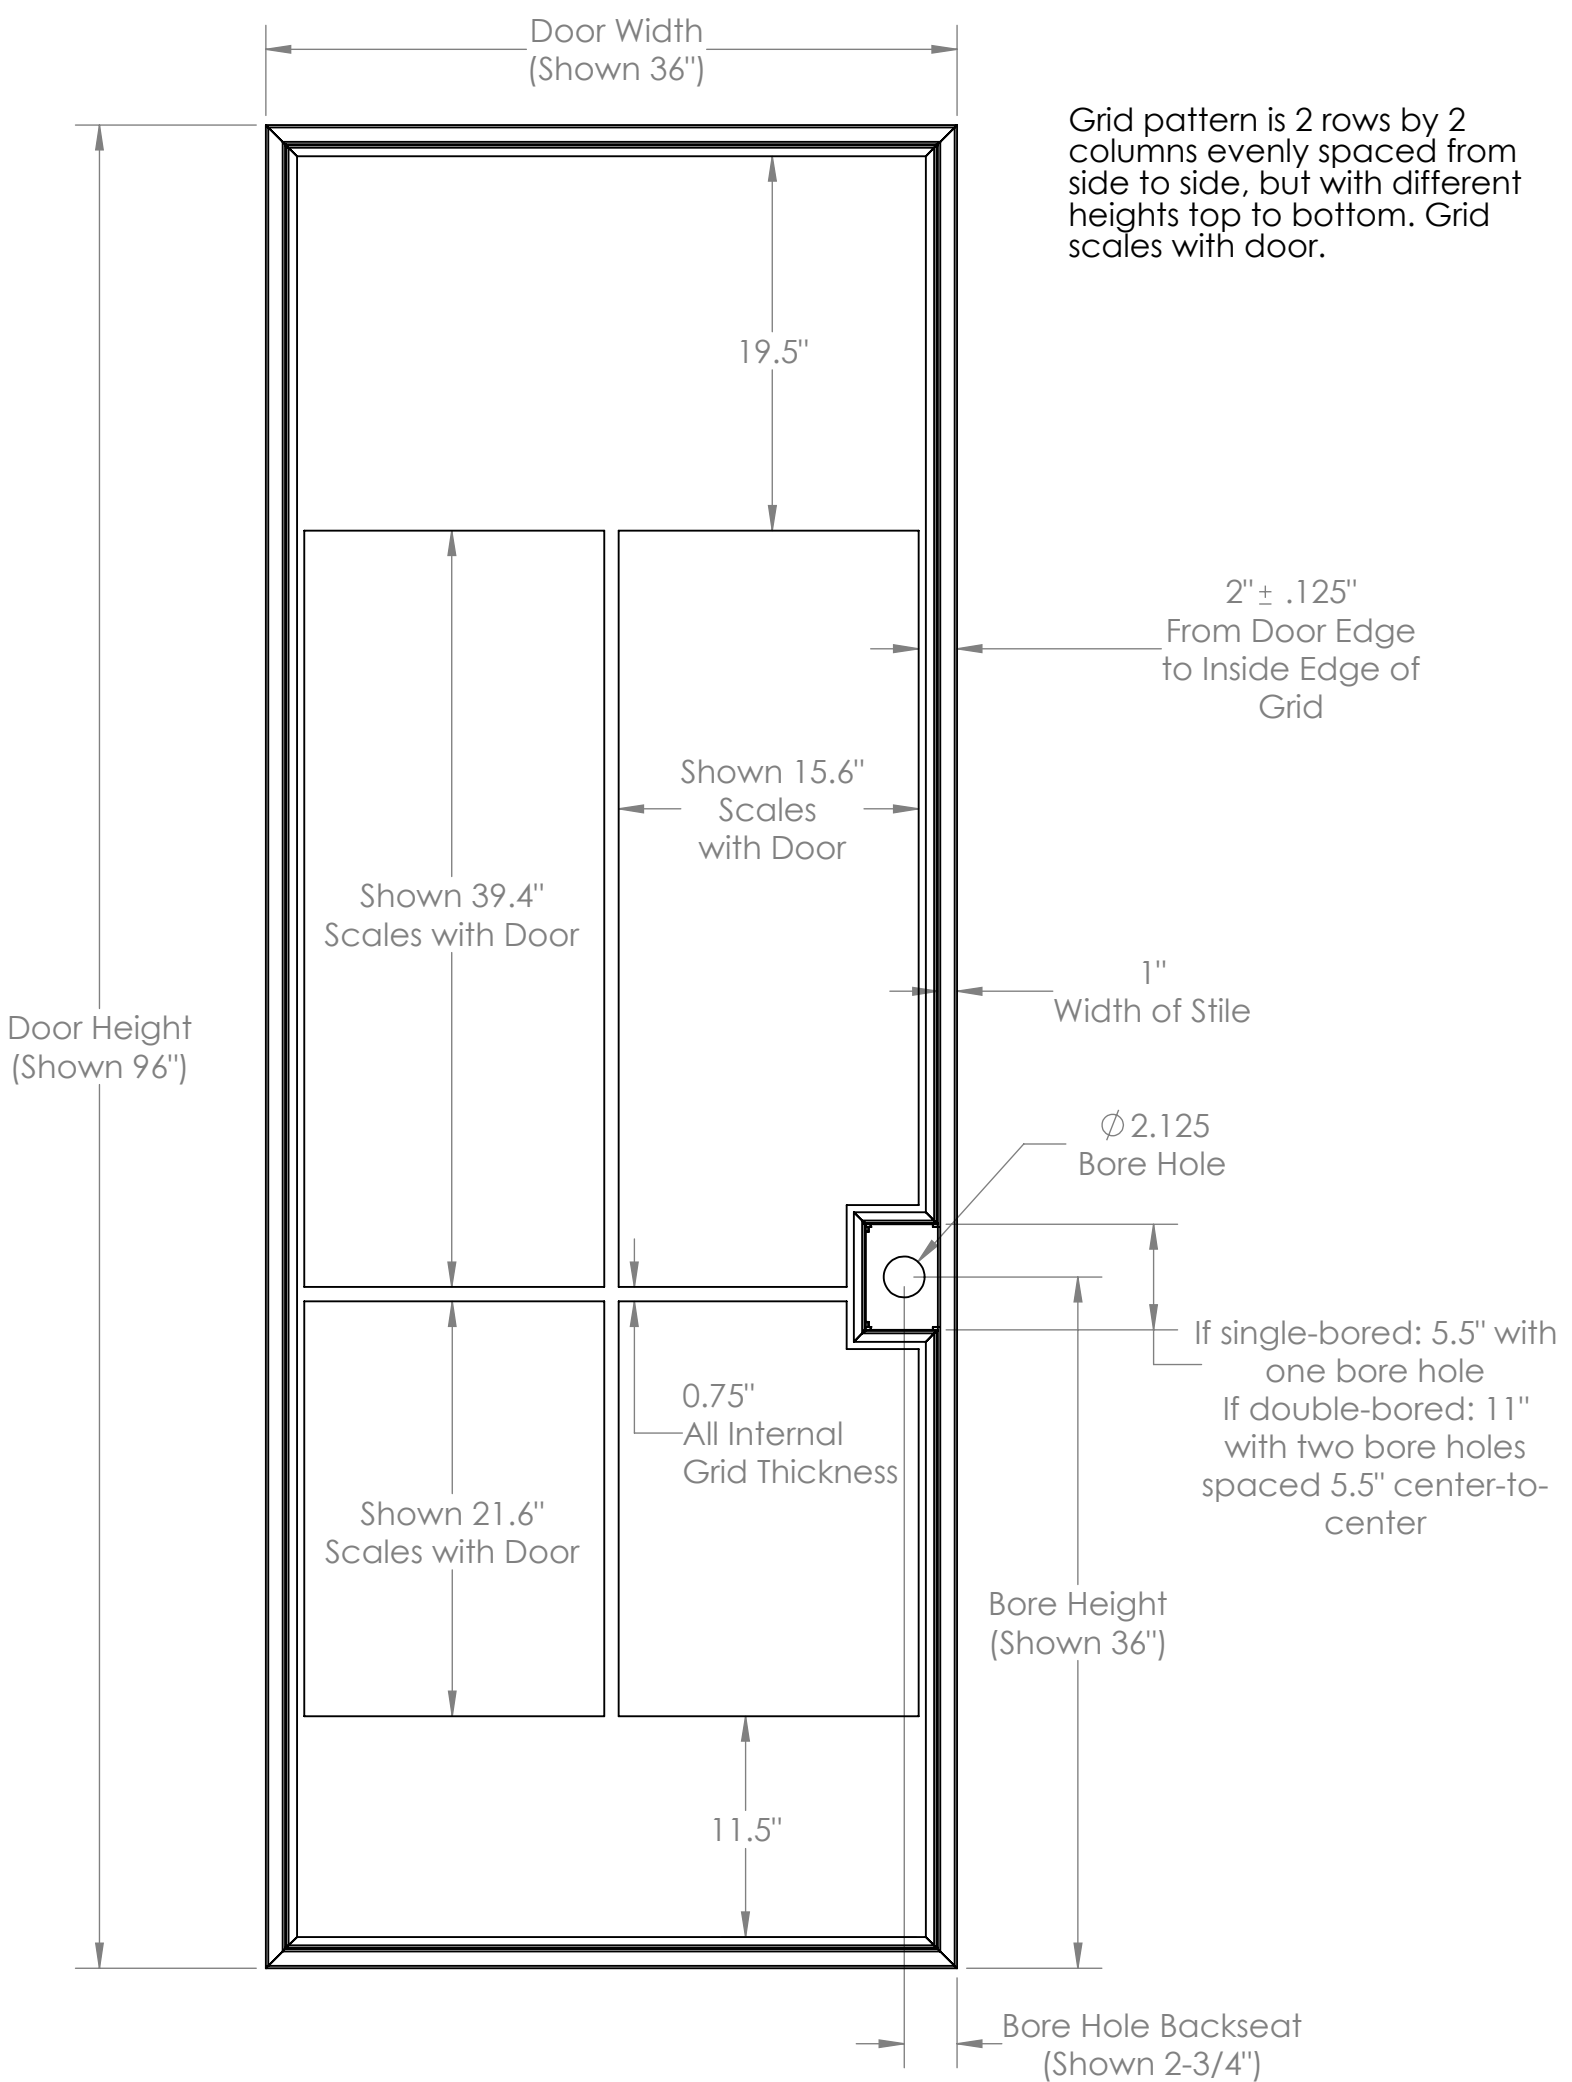 Door Width
(Shown 36")
Grid pattern is 2 rows by 2
columns evenly spaced from
side to side, but with different
heights top to bottom. Grid
scales with door.
19.5"
2" ± .125"
From Door Edge
to Inside Edge of
Grid
Shown 15.6"
Scales
with Door
Shown 39.4"
Scales with Door
1"
Width of Stile
Door Height
(Shown 96")
∅2.125
Bore Hole
If single-bored: 5.5" with
one bore hole
If double-bored: 11"
with two bore holes
spaced 5.5" center-to-
center
0.75"
All Internal
Grid Thickness
Shown 21.6"
Scales with Door
Bore Height
(Shown 36")
11.5"
Bore Hole Backseat
(Shown 2-3/4")